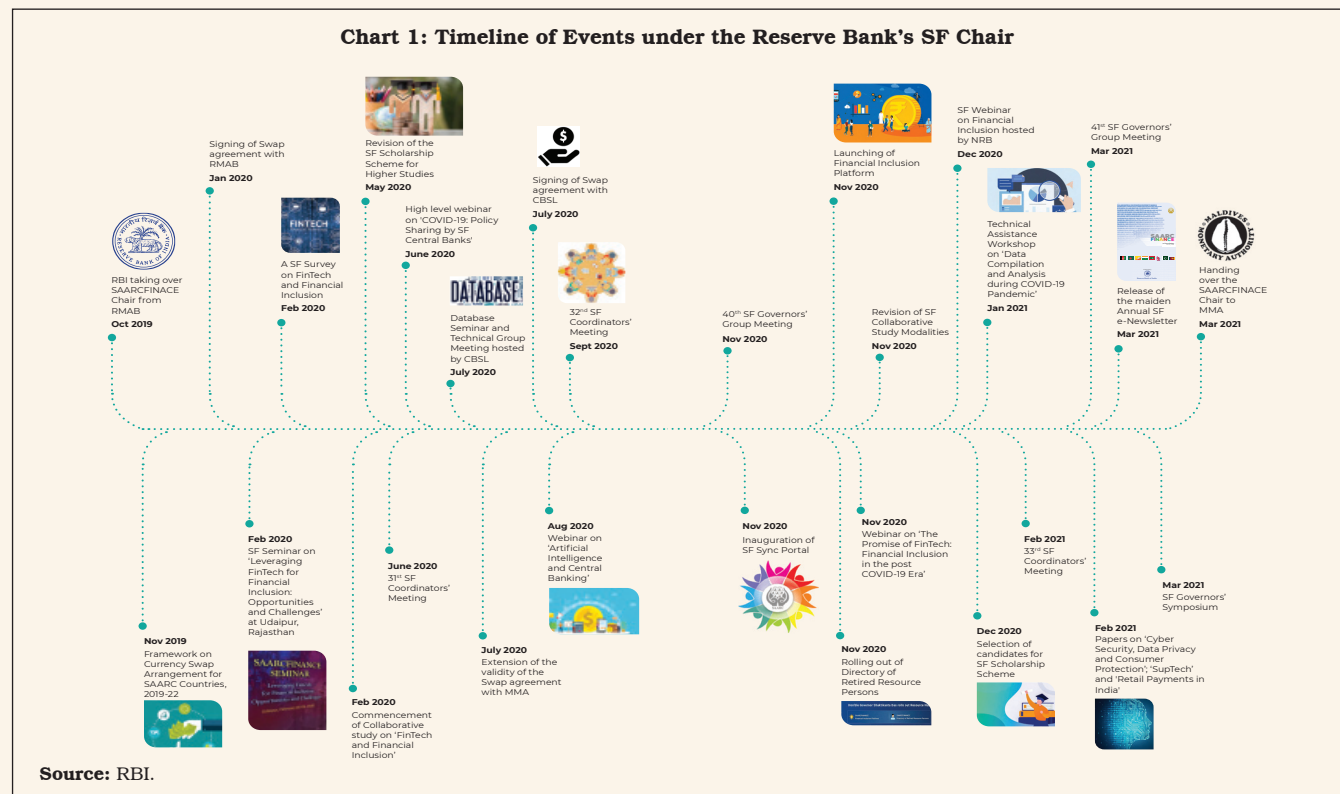 Chart 1: Timeline of Events under the Reserve Bank's SF Chair
RBI taking over
SAARCFINACE
Chair from
RMAB
Oct 2019
Signing of Swap
agreement with
RMAB
Jan 2020
FINTECH
A SF Survey
on FinTech
and Financial
Inclusion
Feb 2020
Revision of the
SF Scholarship
Scheme for
Higher Studies
May 2020
High level webinar
on 'COVID-19: Policy
Sharing by SF
Central Banks'
June 2020
DATABASE
Database
Seminar and
Technical Group
Meeting hosted
by CBSL
July 2020
Signing of Swap
agreement with
CBSL
July 2020
32nd SF
Coordinators'
Meeting
Sept 2020
40th SF Governors'
Group Meeting
Nov 2020
Launching of
Financial Inclusion
Platform
Nov 2020
Revision of SF
Collaborative
Study Modalities
Nov 2020
SF Webinar
on Financial
Inclusion hosted
by NRB
Dec 2020
Technical
Assistance
Workshop
on 'Data
Compilation
and Analysis
during COVID-19
Pandemic'
Jan 2021
41st SF Governors'
Group Meeting
Mar 2021
SAARC
FINANCE
Release of
the maiden
Annual SF
e-Newsletter
Mar 2021
MALDIVES
MONETARY AUTHORITY
Handing
over the
SAARCFINACE
Chair to
MMA
Mar 2021
Nov 2019
Framework on
Currency Swap
Arrangement for
SAARC Countries,
2019-22
Feb 2020
SF Seminar on
'Leveraging
FinTech for
Financial
Inclusion:
Opportunities
and Challenges'
at Udaipur,
Rajasthan
SAARCFINANCE
SEMINAR
Feb 2020
Commencement
of Collaborative
study on 'FinTech
and Financial
Inclusion'
June 2020
31st SF
Coordinators'
Meeting
July 2020
Extension of the
validity of the
Swap agreement
with MMA
Aug 2020
Webinar on
'Artificial
Intelligence
and Central
Banking'
Nov 2020
Inauguration of
SF Sync Portal
Nov 2020
Rolling out of
Directory of
Retired Resource
Persons
Nov 2020
Webinar on 'The
Promise of FinTech:
Financial Inclusion
in the post
COVID-19 Era'
Dec 2020
Selection of
candidates for
SF Scholarship
Scheme
Feb 2021
33rd SF
Coordinators'
Meeting
Feb 2021
Papers on 'Cyber
Security, Data Privacy
and Consumer
Protection'; 'SupTech'
and 'Retail Payments in
India'
Mar 2021
SF Governors'
Symposium
Source: RBI.